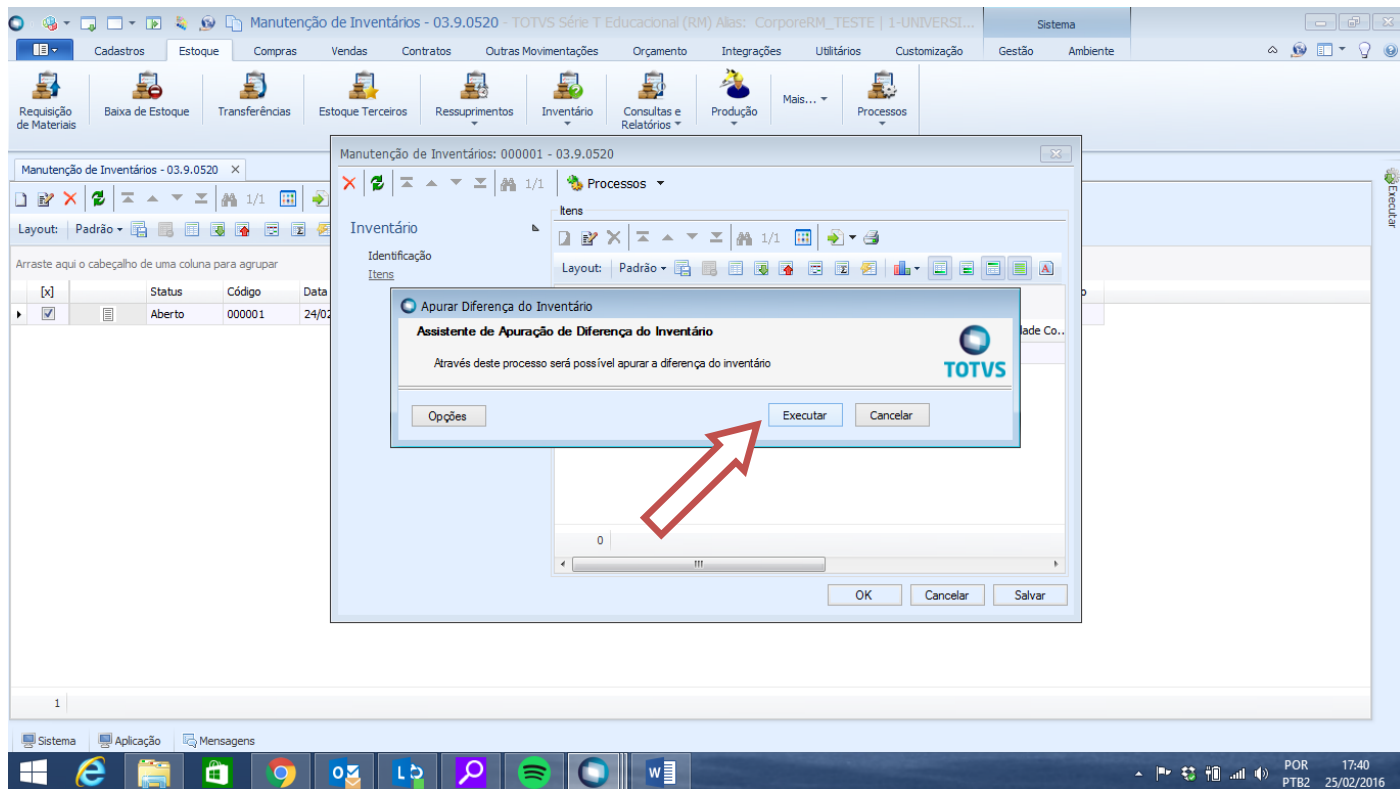 Manutenção de Inventários - 03.9.0520 - TOTVS Série T Educacional (RM) Alias: CorporeRM_TESTE | 1-UNIVERSI...
Sistema
Cadastros Estoque Compras Vendas Contratos Outras Movimentações Orçamento Integrações Utilitários Customização Gestão Ambiente
Requisição de Materiais
Baixa de Estoque
Transferências
Estoque Terceiros
Ressuprimentos
Inventário
Consultas e Relatórios
Produção
Mais...
Processos
Manutenção de Inventários - 03.9.0520
1/1
Layout: Padrão
Arraste aqui o cabeçalho de uma coluna para agrupar
[x] Status Código Data
Aberto 000001 24/02
1
Manutenção de Inventários: 000001 - 03.9.0520
1/1 Processos
Inventário
Identificação
Itens
Itens
1/1
Layout: Padrão
lade Co..
0
OK Cancelar Salvar
Apurar Diferença do Inventário
Assistente de Apuração de Diferença do Inventário
Através deste processo será possível apurar a diferença do inventário
TOTVS
Opções Executar Cancelar
Executar
Sistema Aplicação Mensagens
POR 17:40
PTB2 25/02/2016